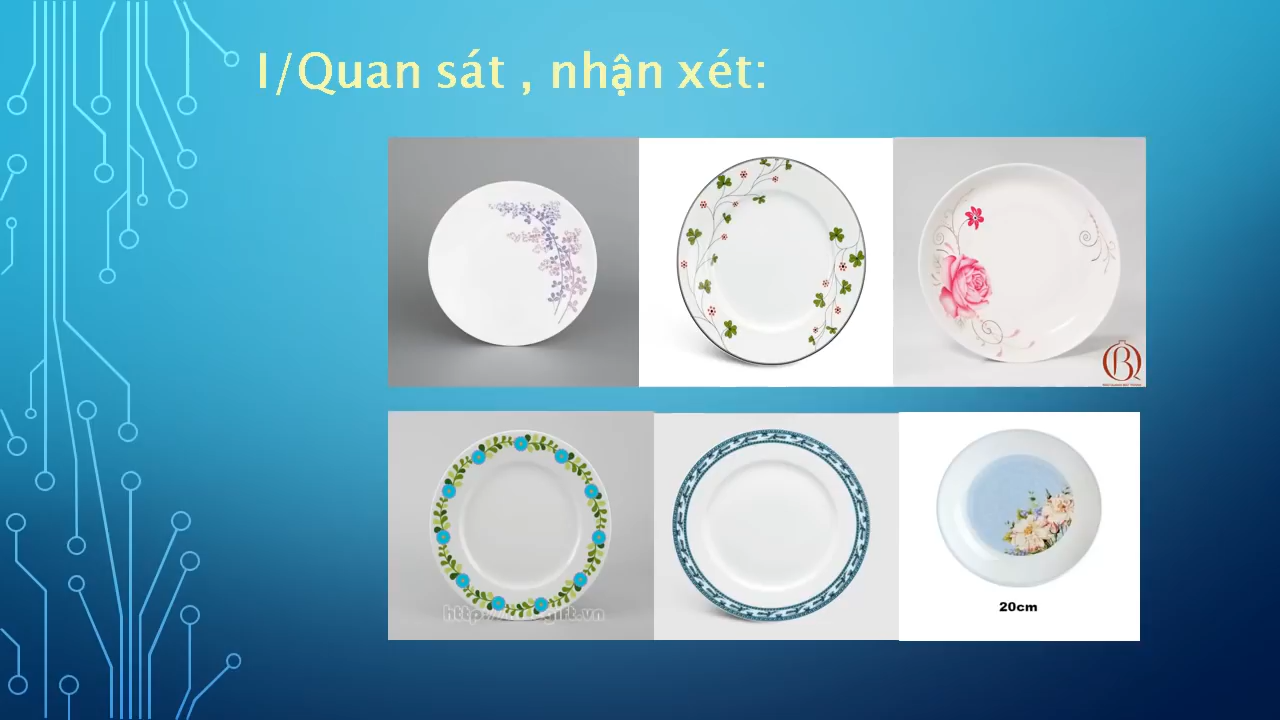 I/Quan sát , nhận xét:
20cm